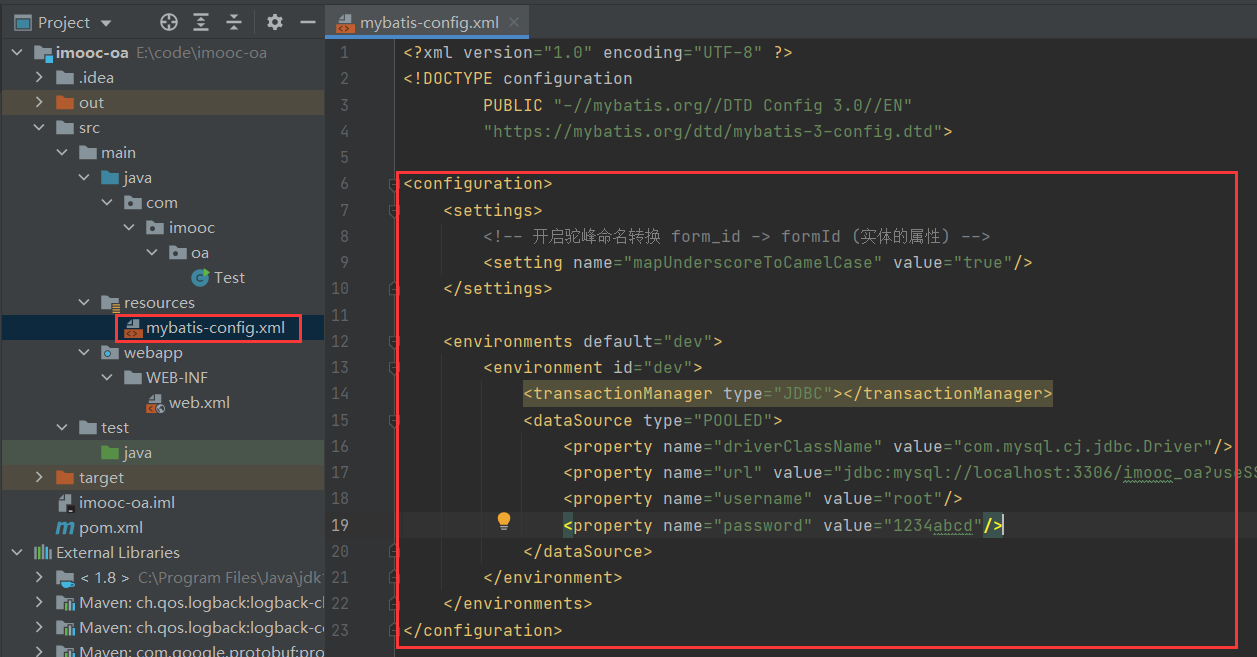 Project
mybatis-config.xml
imooc-oa E:\code\imooc-oa
.idea
out
src
main
java
com
imooc
oa
Test
resources
mybatis-config.xml
webapp
WEB-INF
web.xml
test
java
target
imooc-oa.iml
pom.xml
External Libraries
< 1.8 > C:\Program Files\Java\jdk
Maven: ch.qos.logback:logback-cl
Maven: ch.qos.logback:logback-co
Maven: com.google.protobuf:pro
1 <?xml version="1.0" encoding="UTF-8" ?>
2 <!DOCTYPE configuration
3 PUBLIC "-//mybatis.org//DTD Config 3.0//EN"
4 "https://mybatis.org/dtd/mybatis-3-config.dtd">
5
6 <configuration>
7 <settings>
8 <!-- 开启驼峰命名转换 form_id -> formId (实体的属性) -->
9 <setting name="mapUnderscoreToCamelCase" value="true"/>
10 </settings>
11
12 <environments default="dev">
13 <environment id="dev">
14 <transactionManager type="JDBC"></transactionManager>
15 <dataSource type="POOLED">
16 <property name="driverClassName" value="com.mysql.cj.jdbc.Driver"/>
17 <property name="url" value="jdbc:mysql://localhost:3306/imooc_oa?useSS
18 <property name="username" value="root"/>
19 <property name="password" value="1234abcd"/>
20 </dataSource>
21 </environment>
22 </environments>
23 </configuration>